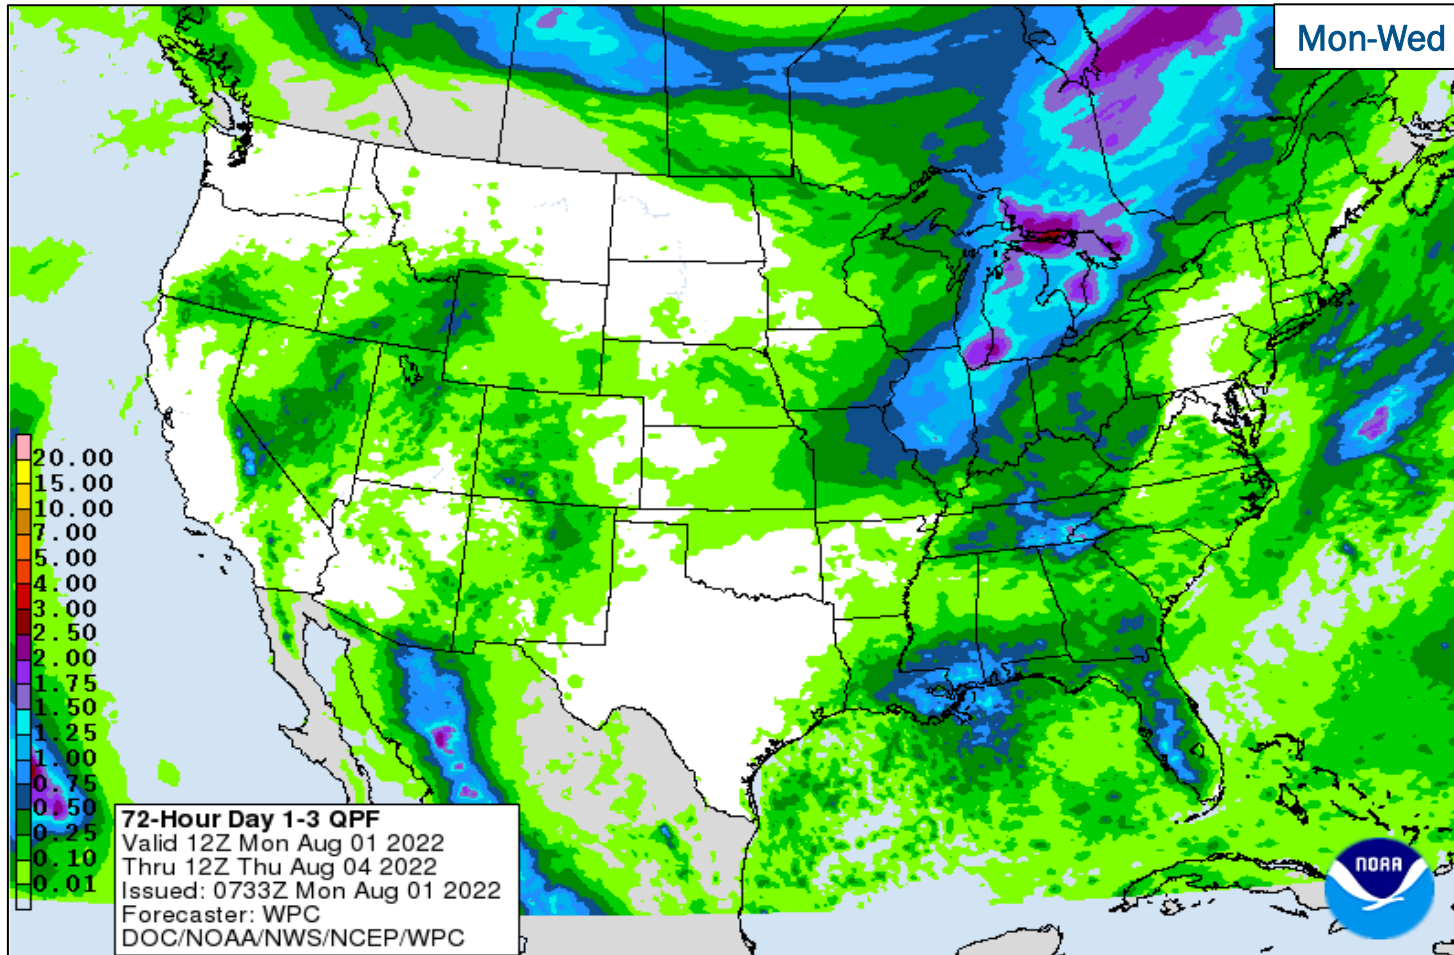 Mon-Wed
20.00
15.00
10.00
7.00
5.00
4.00
3.00
2.50
2.00
1.75
1.50
1.25
1.00
0.75
0.50
0.25
0.10
0.01
72-Hour Day 1-3 QPF
Valid 12Z Mon Aug 01 2022
Thru 12Z Thu Aug 04 2022
Issued: 0733Z Mon Aug 01 2022
Forecaster: WPC
DOC/NOAA/NWS/NCEP/WPC
NOAA